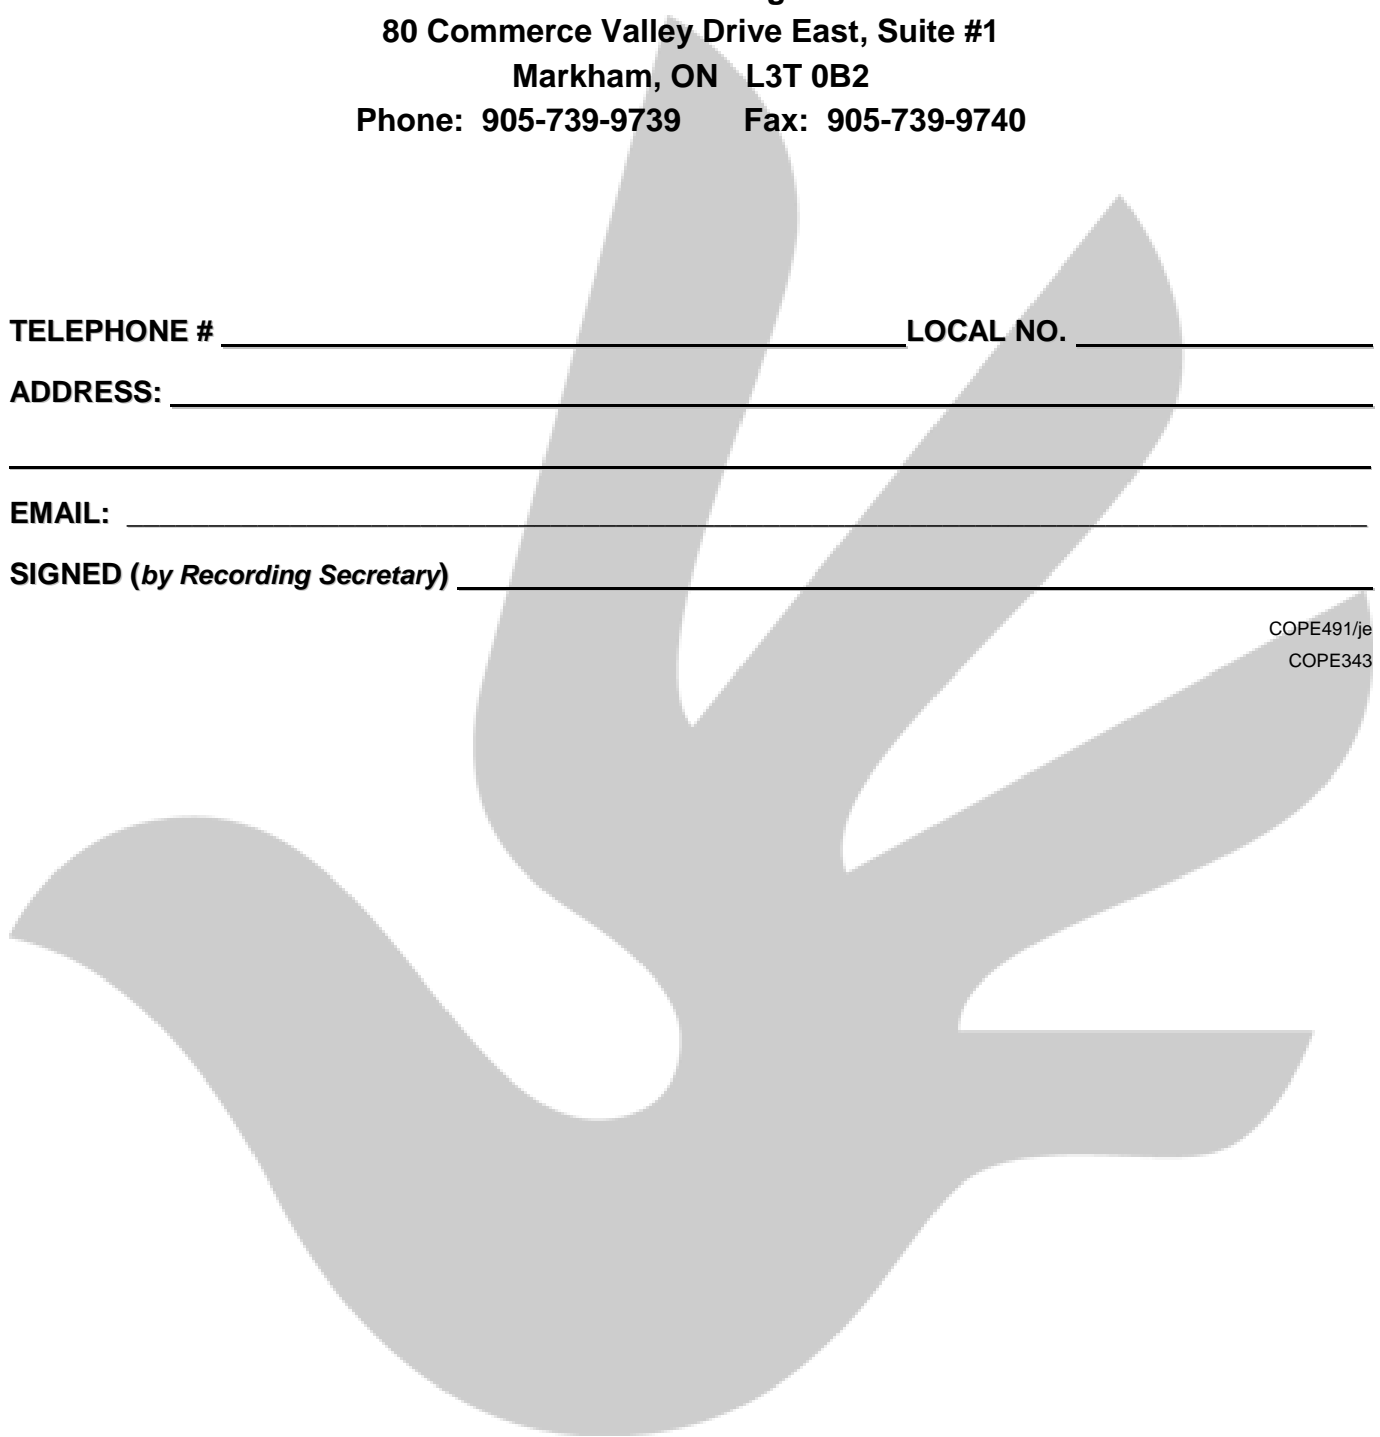 80 Commerce Valley Drive East, Suite #1
Markham, ON L3T 0B2
Phone: 905-739-9739 Fax: 905-739-9740
TELEPHONE # LOCAL NO.
ADDRESS:
EMAIL:
SIGNED (by Recording Secretary)
COPE491/je
COPE343